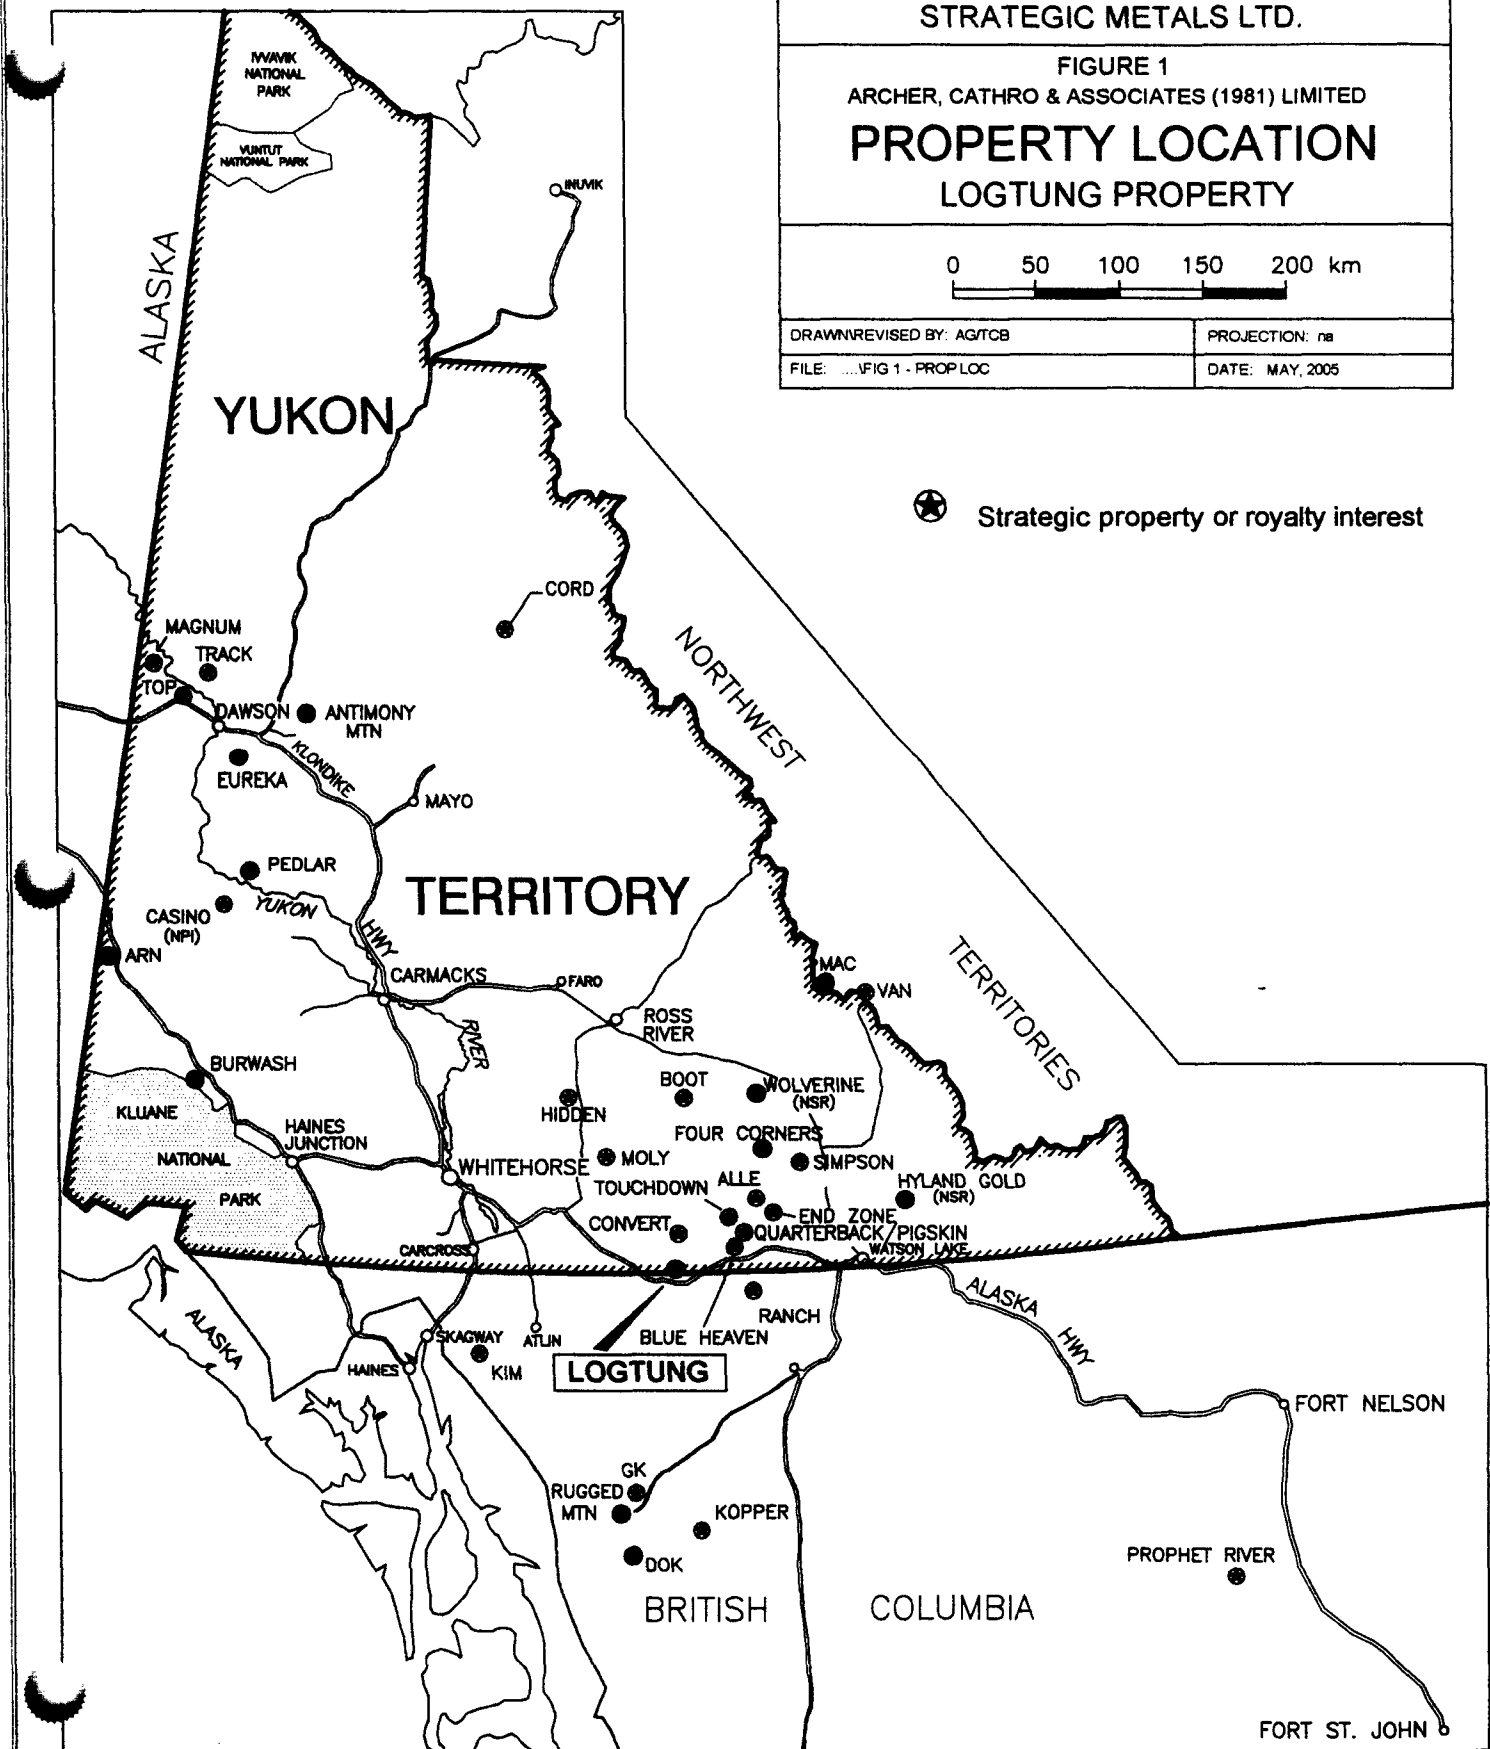 STRATEGIC METALS LTD.
FIGURE 1
ARCHER, CATHRO & ASSOCIATES (1981) LIMITED
PROPERTY LOCATION
LOGTUNG PROPERTY
0 50 100 150 200 km
DRAWN\REVISED BY: AG/TCB
PROJECTION: na
FILE: ...\FIG 1 - PROP LOC
DATE: MAY, 2005
Strategic property or royalty interest
IVVAVIK
NATIONAL
PARK
VUNTUT
NATIONAL PARK
INUVIK
ALASKA
YUKON
CORD
MAGNUM
TRACK
TOP
DAWSON
ANTIMONY
MTN
KLONDIKE
EUREKA
MAYO
NORTHWEST
PEDLAR
TERRITORY
CASINO
(NPI)
YUKON
HWY
ARN
CARMACKS
FARO
MAC
VAN
TERRITORIES
ROSS
RIVER
RIVER
BURWASH
BOOT
WOLVERINE
(NSR)
KLUANE
HIDDEN
HAINES
JUNCTION
FOUR CORNERS
NATIONAL
WHITEHORSE
MOLY
SIMPSON
PARK
TOUCHDOWN
ALLE
HYLAND GOLD
(NSR)
CONVERT
END ZONE
QUARTERBACK/PIGSKIN
CARCROSS
WATSON LAKE
ALASKA
HWY
RANCH
ALASKA
SKAGWAY
ATLIN
BLUE HEAVEN
HAINES
KIM
LOGTUNG
FORT NELSON
GK
RUGGED
MTN
KOPPER
DOK
PROPHET RIVER
BRITISH COLUMBIA
FORT ST. JOHN